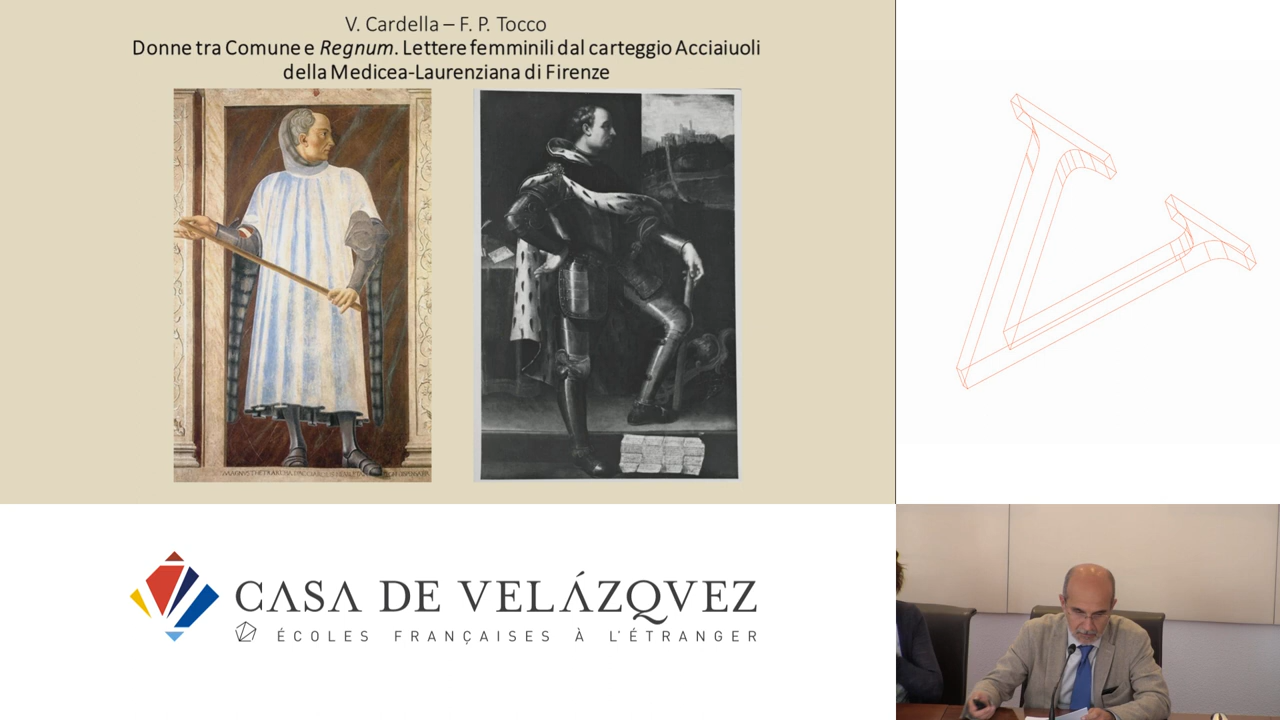 V. Cardella – F. P. Tocco
Donne tra Comune e Regnum. Lettere femminili dal carteggio Acciaiuoli
della Medicea-Laurenziana di Firenze
CASA DE VELÁZQVEZ
ÉCOLES FRANÇAISES À L'ÉTRANGER